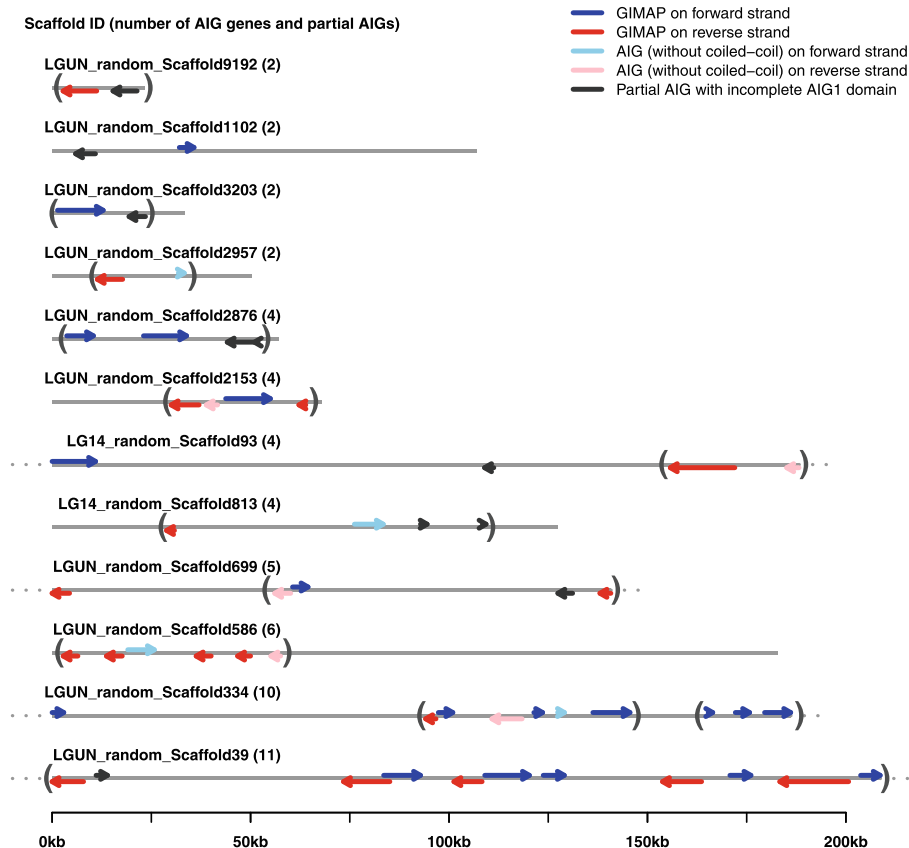 Scaffold ID (number of AIG genes and partial AIGs)
GIMAP on forward strand
GIMAP on reverse strand
AIG (without coiled−coil) on forward strand
AIG (without coiled−coil) on reverse strand
Partial AIG with incomplete AIG1 domain
LGUN_random_Scaffold9192 (2)
LGUN_random_Scaffold1102 (2)
LGUN_random_Scaffold3203 (2)
LGUN_random_Scaffold2957 (2)
LGUN_random_Scaffold2876 (4)
LGUN_random_Scaffold2153 (4)
LG14_random_Scaffold93 (4)
LG14_random_Scaffold813 (4)
LGUN_random_Scaffold699 (5)
LGUN_random_Scaffold586 (6)
LGUN_random_Scaffold334 (10)
LGUN_random_Scaffold39 (11)
0kb 50kb 100kb 150kb 200kb